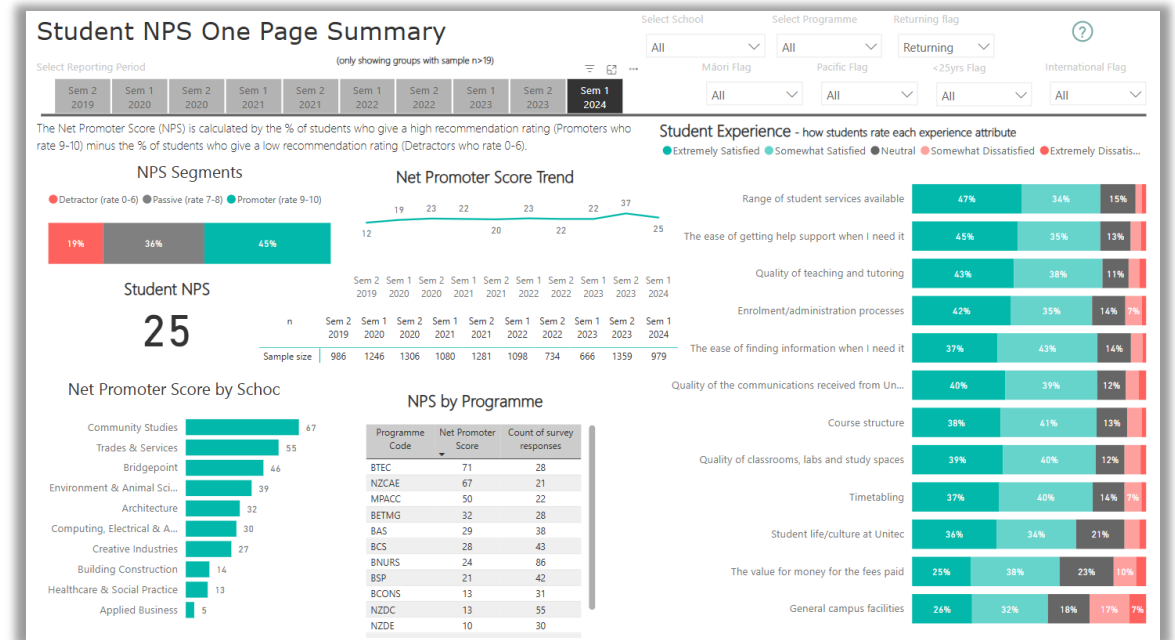 Student NPS One Page Summary
(only showing groups with sample n>19)
Select School
Select Programme
Returning flag
All
All
Returning
?
Select Reporting Period
Māori Flag
Pacific Flag
<25yrs Flag
International Flag
All
All
All
All
Sem 2 2019
Sem 1 2020
Sem 2 2020
Sem 1 2021
Sem 2 2021
Sem 1 2022
Sem 2 2022
Sem 1 2023
Sem 2 2023
Sem 1 2024
The Net Promoter Score (NPS) is calculated by the % of students who give a high recommendation rating (Promoters who
rate 9-10) minus the % of students who give a low recommendation rating (Detractors who rate 0-6).
NPS Segments
Detractor (rate 0-6) Passive (rate 7-8) Promoter (rate 9-10)
19% 36% 45%
Student NPS
25
Net Promoter Score Trend
12 19 23 22 20 23 22 22 37 25
Sem 2 Sem 1 Sem 2 Sem 1 Sem 2 Sem 1 Sem 2 Sem 1 Sem 2 Sem 1
2019 2020 2020 2021 2021 2022 2022 2023 2023 2024
n Sem 2 Sem 1 Sem 2 Sem 1 Sem 2 Sem 1 Sem 2 Sem 1 Sem 2 Sem 1
2019 2020 2020 2021 2021 2022 2022 2023 2023 2024
Sample size 986 1246 1306 1080 1281 1098 734 666 1359 979
Net Promoter Score by Schoc
Community Studies 67
Trades & Services 55
Bridgepoint 46
Environment & Animal Sci... 39
Architecture 32
Computing, Electrical & A... 30
Creative Industries 27
Building Construction 14
Healthcare & Social Practice 13
Applied Business 5
NPS by Programme
Programme Net Promoter Count of survey
Code Score responses
BTEC 71 28
NZCAE 67 21
MPACC 50 22
BETMG 32 28
BAS 29 38
BCS 28 43
BNURS 24 86
BSP 21 42
BCONS 13 31
NZDC 13 55
NZDE 10 30
Student Experience - how students rate each experience attribute
Extremely Satisfied Somewhat Satisfied Neutral Somewhat Dissatisfied Extremely Dissatis...
Range of student services available 47% 34% 15%
The ease of getting help support when I need it 45% 35% 13%
Quality of teaching and tutoring 43% 38% 11%
Enrolment/administration processes 42% 35% 14% 7%
The ease of finding information when I need it 37% 43% 14%
Quality of the communications received from Un... 40% 39% 12%
Course structure 38% 41% 13%
Quality of classrooms, labs and study spaces 39% 40% 12%
Timetabling 37% 40% 14% 7%
Student life/culture at Unitec 36% 34% 21%
The value for money for the fees paid 25% 38% 23% 10%
General campus facilities 26% 32% 18% 17% 7%